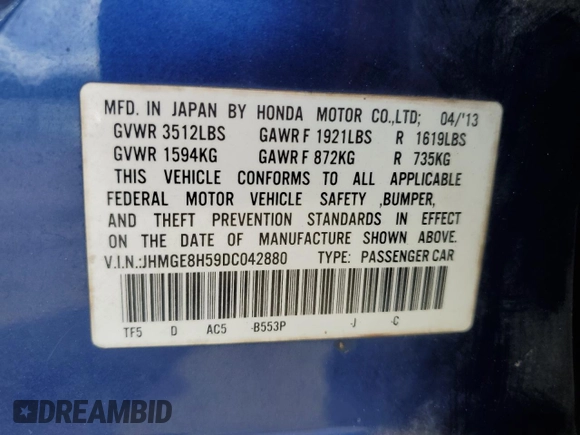 MFD. IN JAPAN BY HONDA MOTOR CO.,LTD; 04/'13
GVWR 3512LBS GAWR F 1921LBS R 1619LBS
GVWR 1594KG GAWR F 872KG R 735KG
THIS VEHICLE CONFORMS TO ALL APPLICABLE
FEDERAL MOTOR VEHICLE SAFETY ,BUMPER,
AND THEFT PREVENTION STANDARDS IN EFFECT
ON THE DATE OF MANUFACTURE SHOWN ABOVE.
V.I.N.:JHMGE8H59DC042880 TYPE: PASSENGER CAR
TF5 D AC5 -B553P -J -C
DREAMBID